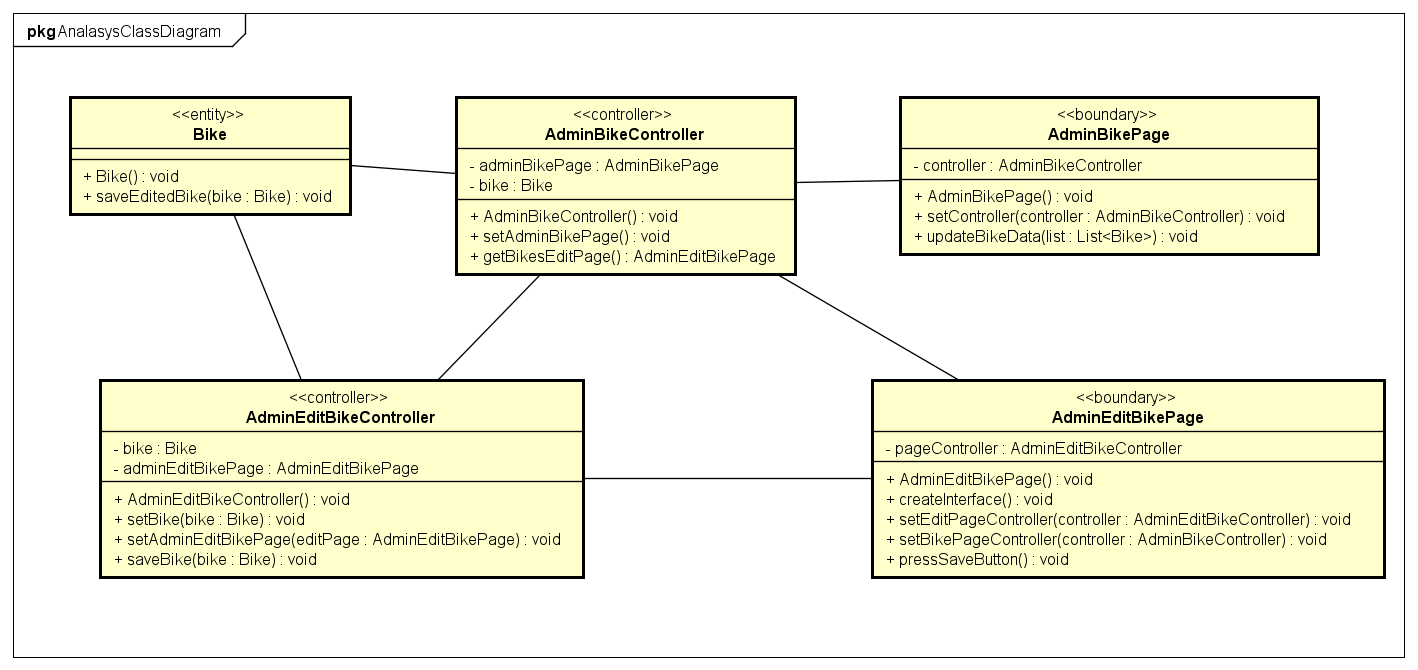 pkg AnalasysClassDiagram
<<entity>>
Bike
+ Bike() : void
+ saveEditedBike(bike : Bike) : void
<<controller>>
AdminBikeController
- adminBikePage : AdminBikePage
- bike : Bike
+ AdminBikeController() : void
+ setAdminBikePage() : void
+ getBikesEditPage() : AdminEditBikePage
<<boundary>>
AdminBikePage
- controller : AdminBikeController
+ AdminBikePage() : void
+ setController(controller : AdminBikeController) : void
+ updateBikeData(list : List<Bike>) : void
<<controller>>
AdminEditBikeController
- bike : Bike
- adminEditBikePage : AdminEditBikePage
+ AdminEditBikeController() : void
+ setBike(bike : Bike) : void
+ setAdminEditBikePage(editPage : AdminEditBikePage) : void
+ saveBike(bike : Bike) : void
<<boundary>>
AdminEditBikePage
- pageController : AdminEditBikeController
+ AdminEditBikePage() : void
+ createInterface() : void
+ setEditPageController(controller : AdminEditBikeController) : void
+ setBikePageController(controller : AdminBikeController) : void
+ pressSaveButton() : void